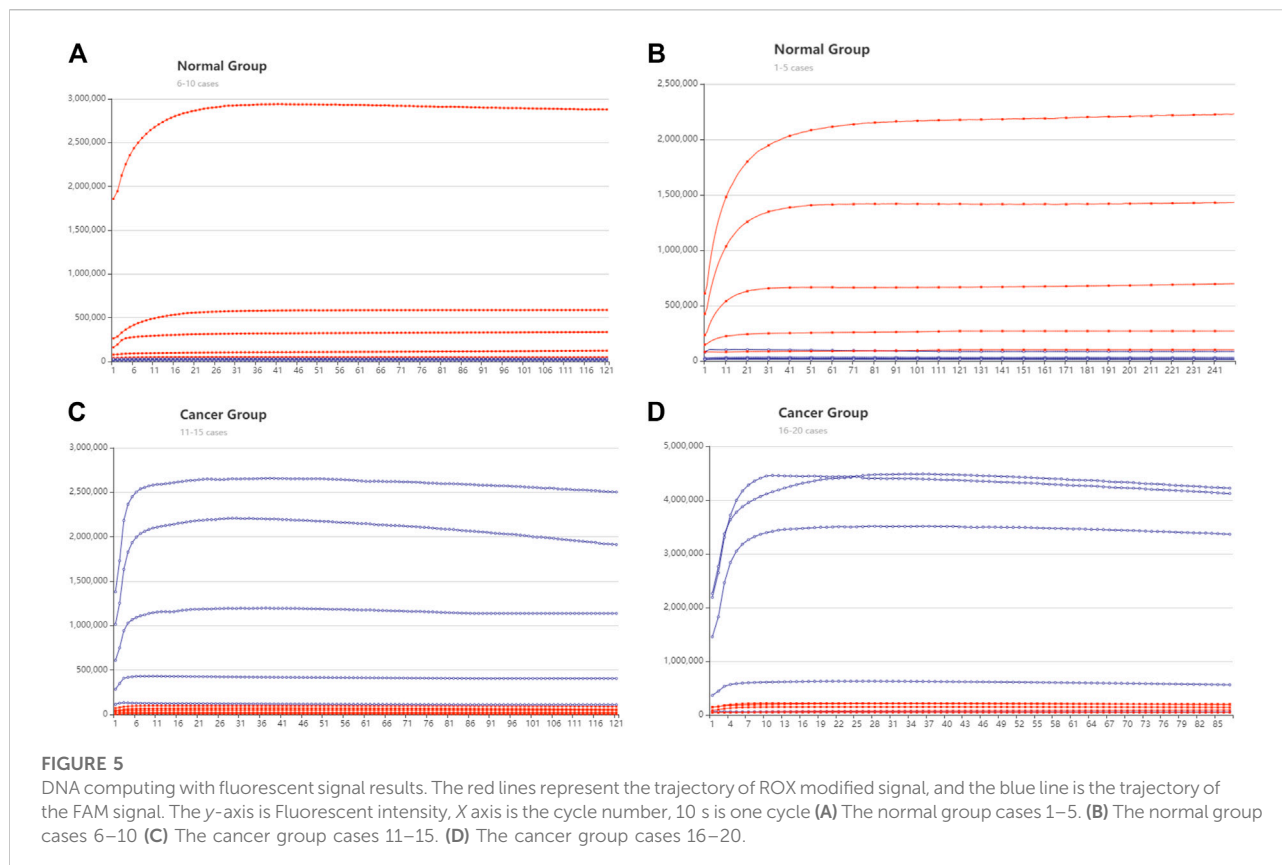 A
Normal Group
6-10 cases
3,000,000
2,500,000
2,000,000
1,500,000
1,000,000
500,000
0
1 6 11 16 21 26 31 36 41 46 51 56 61 66 71 76 81 86 91 96 101 106 111 116 121
B
Normal Group
1-5 cases
2,500,000
2,000,000
1,500,000
1,000,000
500,000
0
1 11 21 31 41 51 61 71 81 91 101 111 121 131 141 151 161 171 181 191 201 211 221 231 241
C
Cancer Group
11-15 cases
3,000,000
2,500,000
2,000,000
1,500,000
1,000,000
500,000
0
1 6 11 16 21 26 31 36 41 46 51 56 61 66 71 76 81 86 91 96 101 106 111 116 121
D
Cancer Group
16-20 cases
5,000,000
4,000,000
3,000,000
2,000,000
1,000,000
0
1 4 7 10 13 16 19 22 25 28 31 34 37 40 43 46 49 52 55 58 61 64 67 70 73 76 79 82 85
FIGURE 5
DNA computing with fluorescent signal results. The red lines represent the trajectory of ROX modified signal, and the blue line is the trajectory of
the FAM signal. The y-axis is Fluorescent intensity, X axis is the cycle number, 10 s is one cycle (A) The normal group cases 1–5. (B) The normal group
cases 6–10 (C) The cancer group cases 11–15. (D) The cancer group cases 16–20.